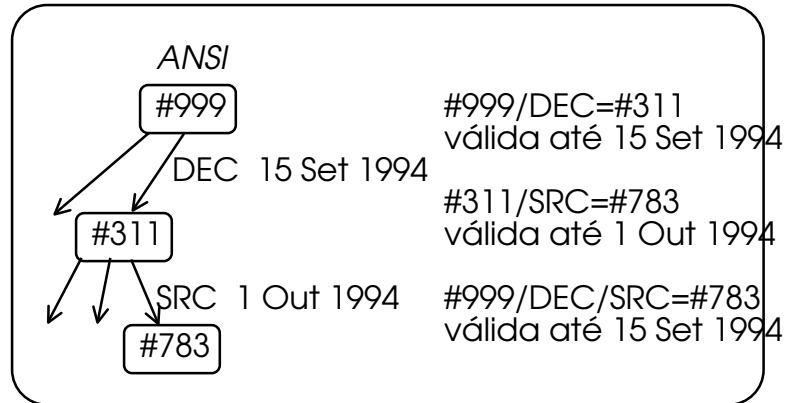 ANSI
#999
DEC 15 Set 1994
#311
SRC 1 Out 1994
#783
#999/DEC=#311
válida até 15 Set 1994
#311/SRC=#783
válida até 1 Out 1994
#999/DEC/SRC=#783
válida até 15 Set 1994